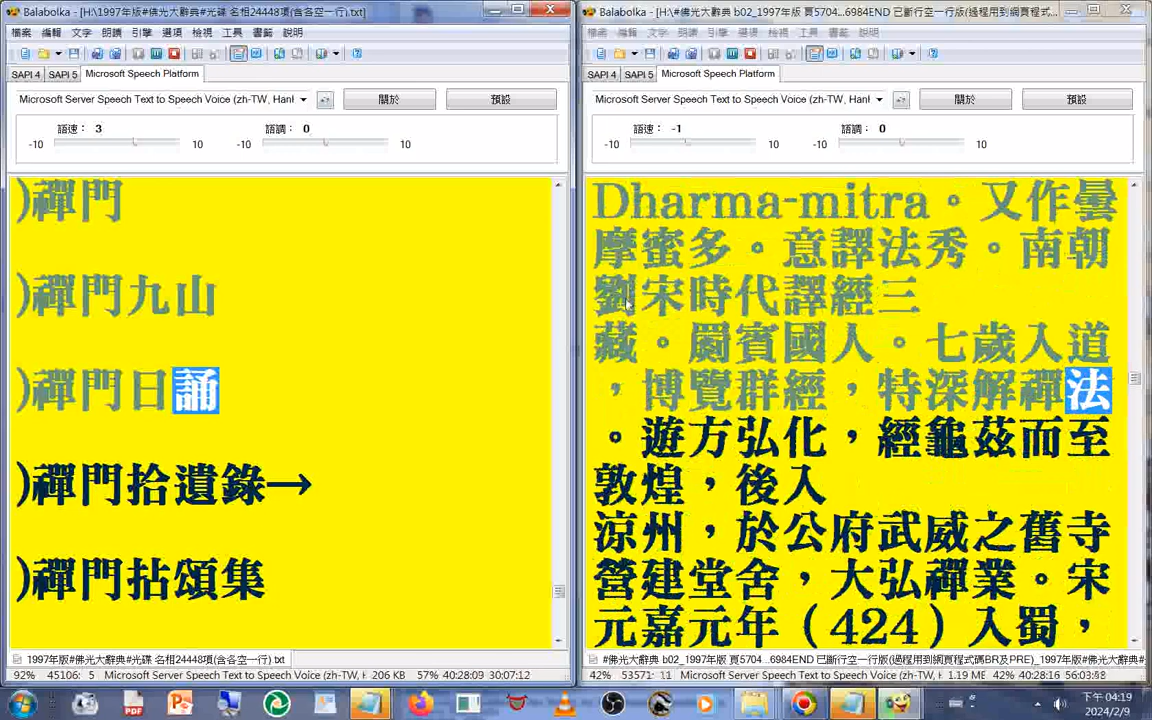 Balabolka - [H:\1997年版#佛光大辭典#光碟 名相24448項(含各空一行).txt]
檔案 編輯 文字 朗讀 引擎 選項 檢視 工具 書籤 說明
SAPI 4 SAPI 5 Microsoft Speech Platform
Microsoft Server Speech Text to Speech Voice (zh-TW, Hanl
關於 預設
語速： 3 語調： 0
-10 10 -10 10
)禪門
)禪門九山
)禪門日誦
)禪門拾遺錄→
)禪門拈頌集
1997年版#佛光大辭典#光碟 名相24448項(含各空一行).txt
92% 45106: 5 Microsoft Server Speech Text to Speech Voice (zh-TW, H 206 KB 57% 40:28:09 30:07:12
Balabolka - [H:\#佛光大辭典 b02_1997年版 頁5704...6984END 已斷行空一行版(過程用到網頁程式...
檔案 編輯 文字 朗讀 引擎 選項 檢視 工具 書籤 說明
SAPI 4 SAPI 5 Microsoft Speech Platform
Microsoft Server Speech Text to Speech Voice (zh-TW, Hanl
關於 預設
語速： -1 語調： 0
-10 10 -10 10
Dharma-mitra。又作曇
摩蜜多。意譯法秀。南朝
劉宋時代譯經三
藏。罽賓國人。七歲入道
，博覽群經，特深解禪法
。遊方弘化，經龜茲而至
敦煌，後入
涼州，於公府武威之舊寺
營建堂舍，大弘禪業。宋
元嘉元年（424）入蜀，
#佛光大辭典 b02_1997年版 頁5704...6984END 已斷行空一行版(過程用到網頁程式碼BR及PRE)_1997年版#
42% 53571: 11 Microsoft Server Speech Text to Speech Voice (zh-TW, H 1.19 ME 42% 40:28:16 56:03:58
下午 04:19
2024/2/9